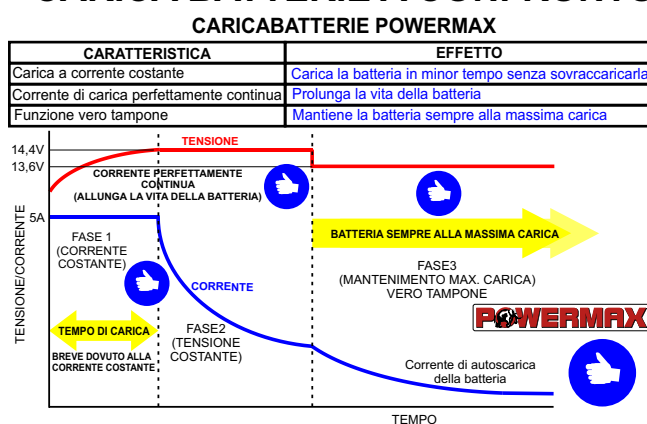 CARICABATTERIE POWERMAX
CARATTERISTICA EFFETTO
Carica a corrente costante Carica la batteria in minor tempo senza sovraccaricarla
Corrente di carica perfettamente continua Prolunga la vita della batteria
Funzione vero tampone Mantiene la batteria sempre alla massima carica
TENSIONE/CORRENTE
14,4V
13,6V
5A
TENSIONE
CORRENTE PERFETTAMENTE
CONTINUA
(ALLUNGA LA VITA DELLA BATTERIA)
FASE 1
(CORRENTE
COSTANTE)
TEMPO DI CARICA
BREVE DOVUTO ALLA
CORRENTE COSTANTE
CORRENTE
FASE2
(TENSIONE
COSTANTE)
BATTERIA SEMPRE ALLA MASSIMA CARICA
FASE3
(MANTENIMENTO MAX. CARICA)
VERO TAMPONE
POWERMAX
Corrente di autoscarica
della batteria
TEMPO